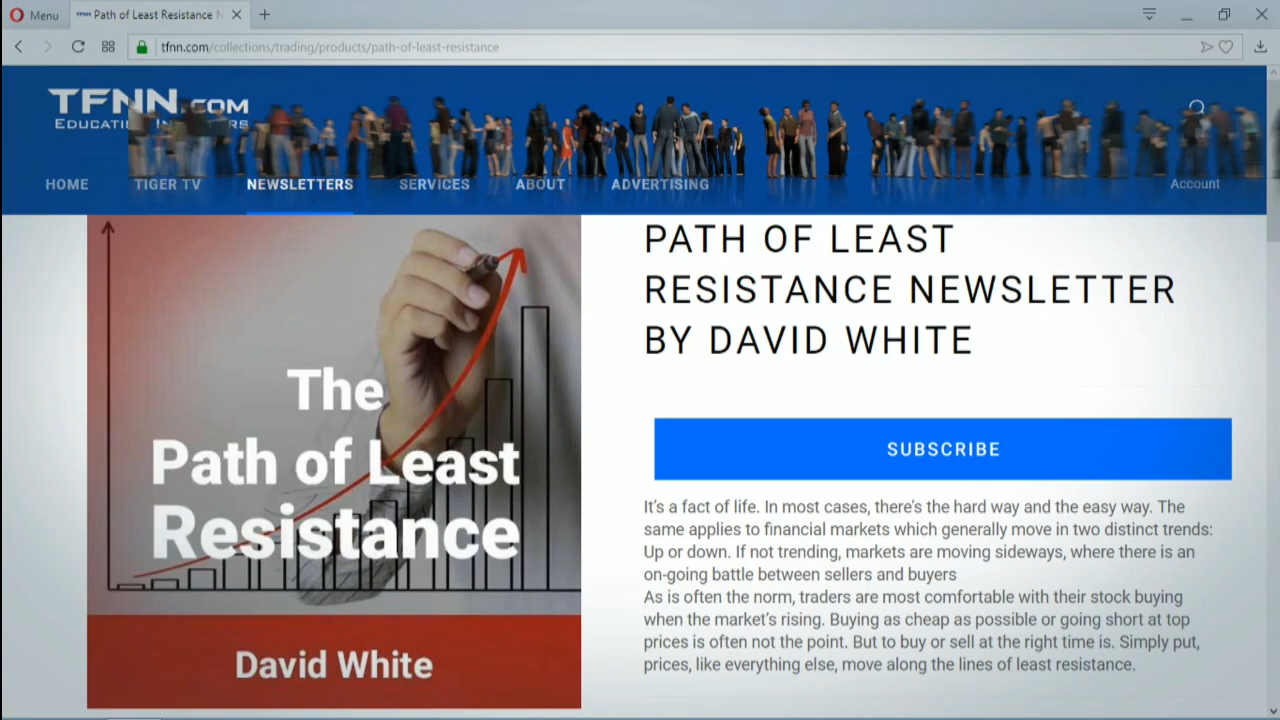 Menu
Path of Least Resistance N
tfnn.com/collections/trading/products/path-of-least-resistance
TFNN.COM
HOME
TIGER TV
NEWSLETTERS
SERVICES
ABOUT
ADVERTISING
Account
PATH OF LEAST
RESISTANCE NEWSLETTER
BY DAVID WHITE
The
Path of Least
Resistance
David White
SUBSCRIBE
It's a fact of life. In most cases, there's the hard way and the easy way. The
same applies to financial markets which generally move in two distinct trends:
Up or down. If not trending, markets are moving sideways, where there is an
on-going battle between sellers and buyers
As is often the norm, traders are most comfortable with their stock buying
when the market's rising. Buying as cheap as possible or going short at top
prices is often not the point. But to buy or sell at the right time is. Simply put,
prices, like everything else, move along the lines of least resistance.